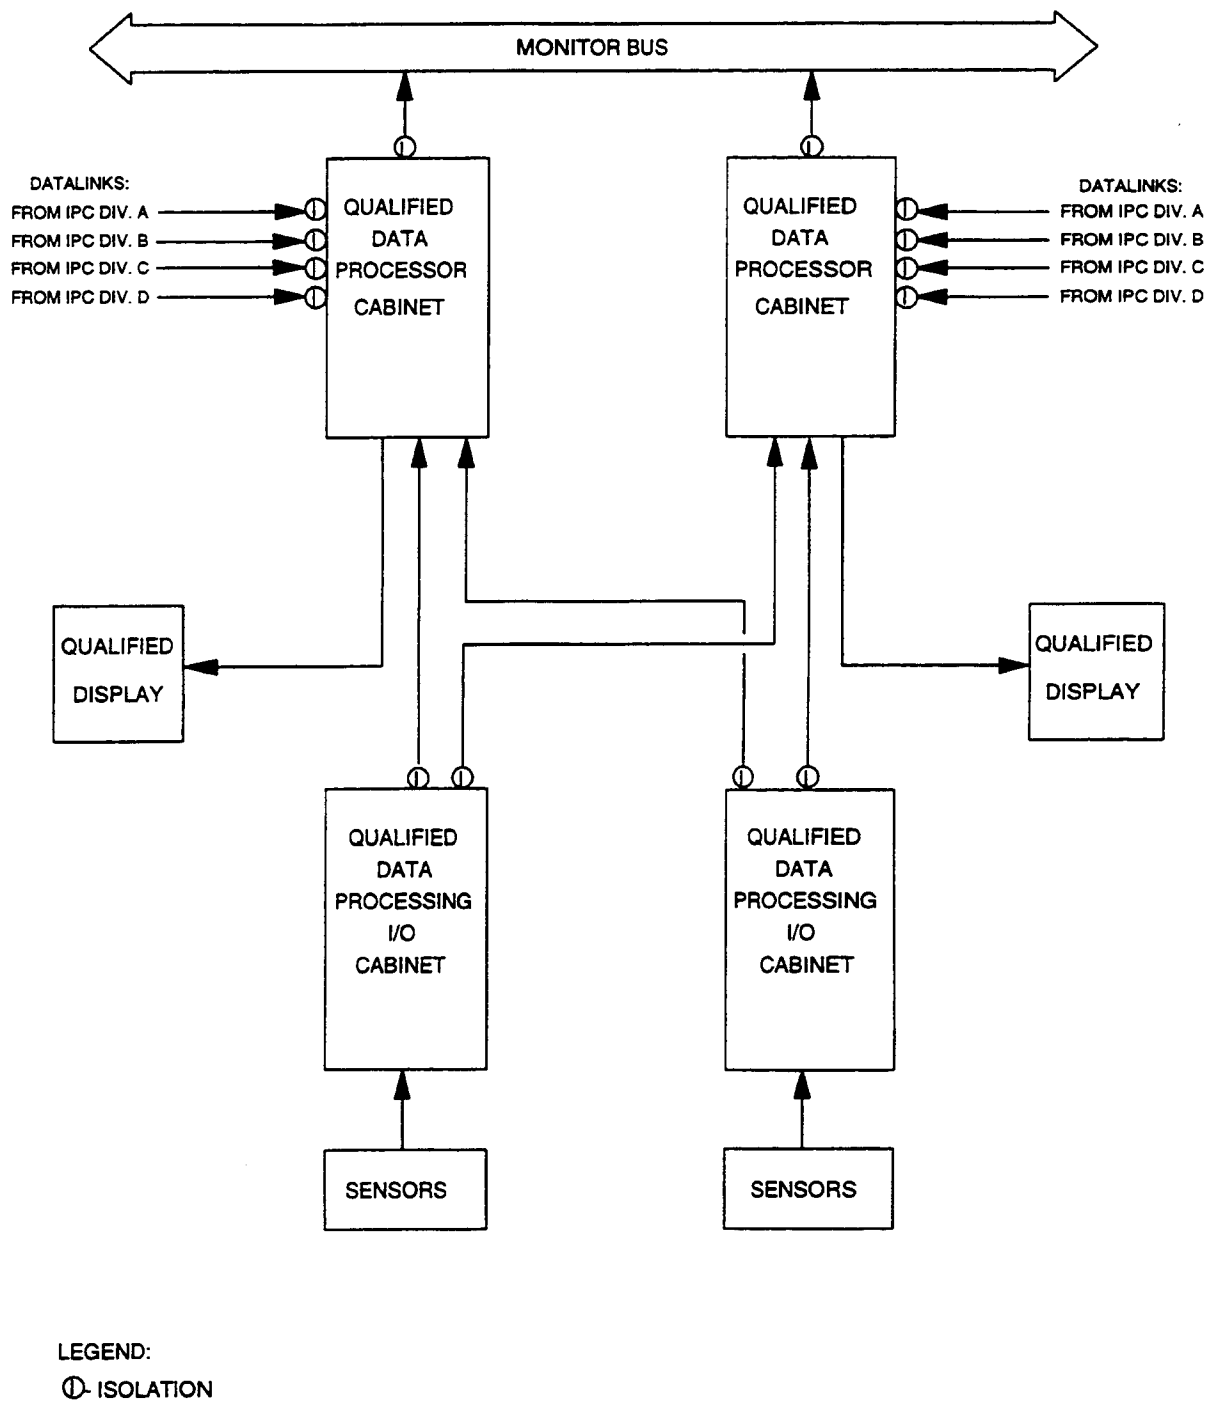 MONITOR BUS
DATALINKS:
FROM IPC DIV. A
FROM IPC DIV. B
FROM IPC DIV. C
FROM IPC DIV. D
QUALIFIED
DATA
PROCESSOR
CABINET
QUALIFIED
DATA
PROCESSOR
CABINET
DATALINKS:
FROM IPC DIV. A
FROM IPC DIV. B
FROM IPC DIV. C
FROM IPC DIV. D
QUALIFIED
DISPLAY
QUALIFIED
DISPLAY
QUALIFIED
DATA
PROCESSING
I/O
CABINET
QUALIFIED
DATA
PROCESSING
I/O
CABINET
SENSORS
SENSORS
LEGEND:
- ISOLATION